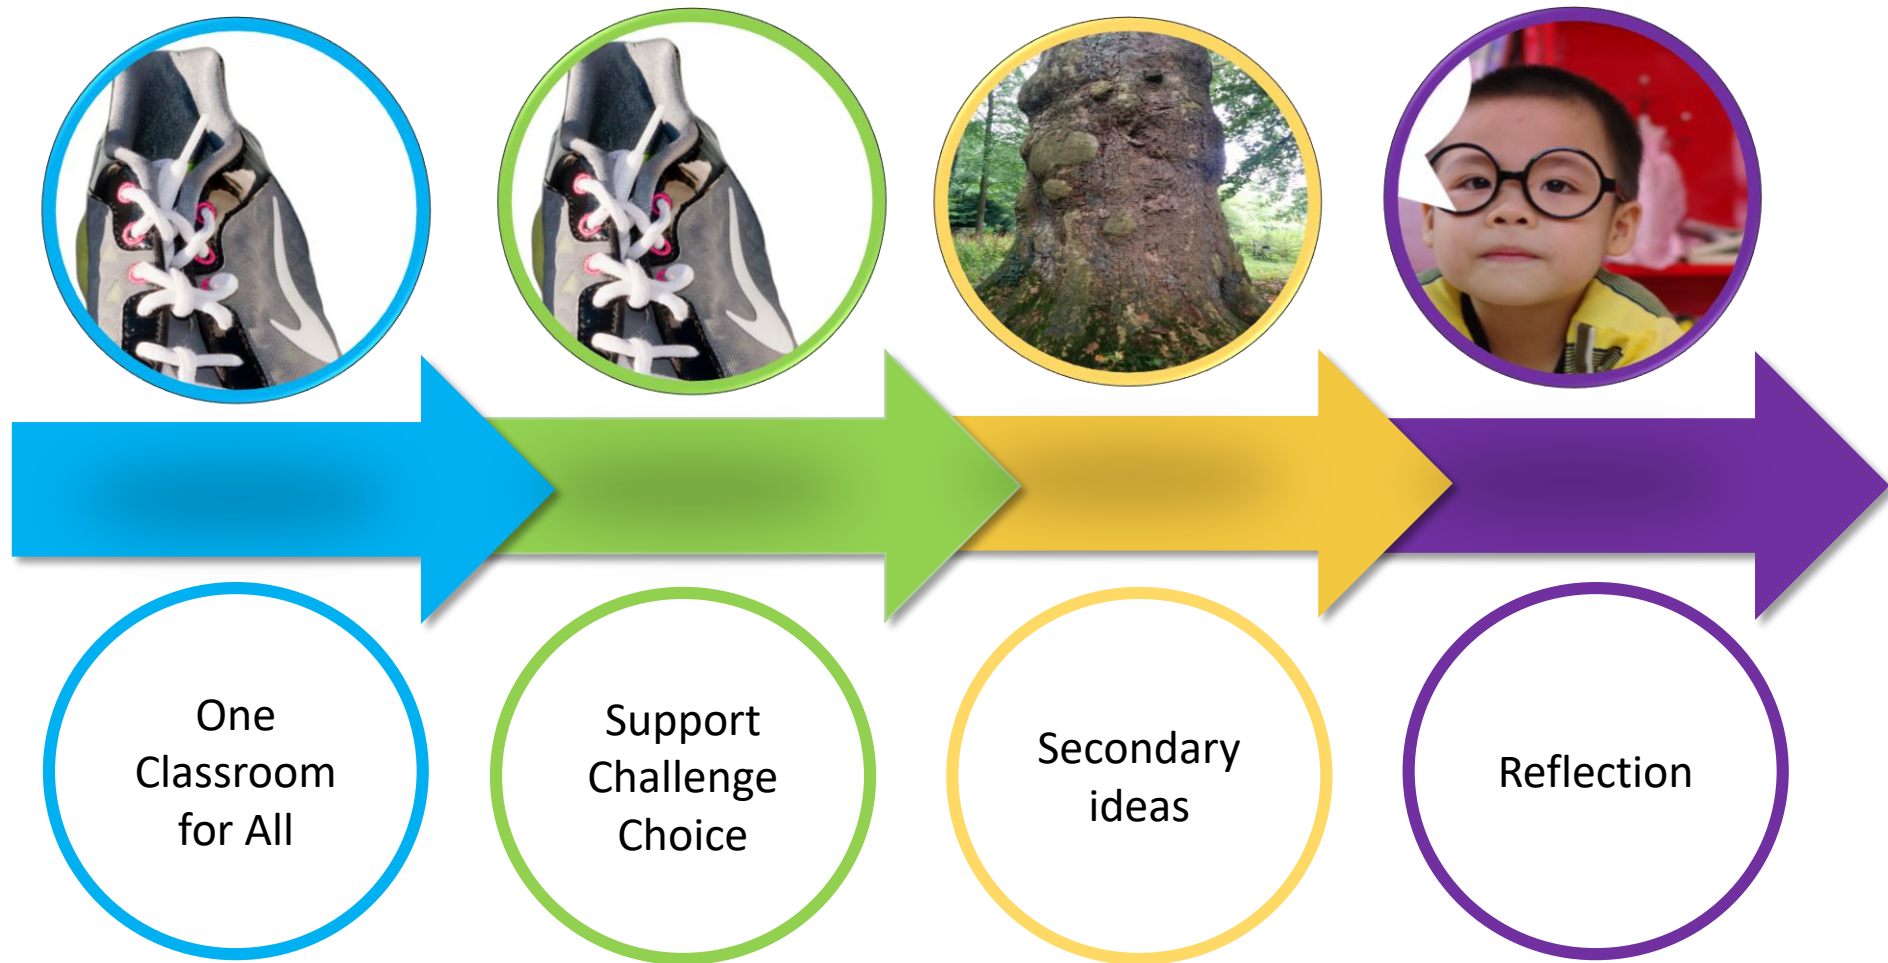 One
Classroom
for All
Support
Challenge
Choice
Secondary
ideas
Reflection